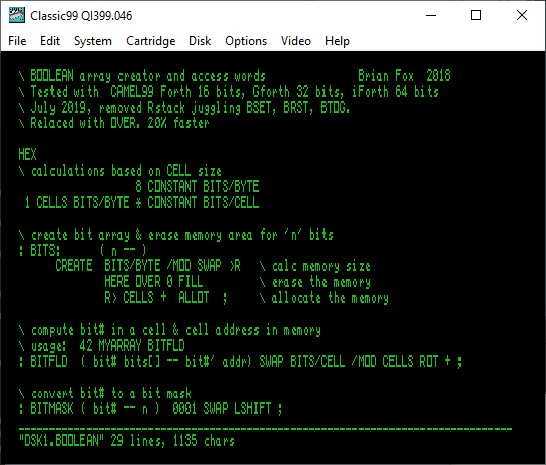 Classic99 QI399.046
File Edit System Cartridge Disk Options Video Help
\ BOOLEAN array creator and access words Brian Fox 2018
\ Tested with CAMEL99 Forth 16 bits, Gforth 32 bits, iForth 64 bits
\ July 2019, removed Rstack juggling BSET, BRST, BTOG.
\ Relaced with OVER. 20% faster
HEX
\ calculations based on CELL size
8 CONSTANT BITS/BYTE
1 CELLS BITS/BYTE * CONSTANT BITS/CELL
\ create bit array & erase memory area for 'n' bits
: BITS: ( n -- )
CREATE BITS/BYTE /MOD SWAP >R \ calc memory size
HERE OVER 0 FILL \ erase the memory
R> CELLS + ALLOT ; \ allocate the memory
\ compute bit# in a cell & cell address in memory
\ usage: 42 MYARRAY BITFLD
: BITFLD ( bit# bits[] -- bit#' addr) SWAP BITS/CELL /MOD CELLS ROT + ;
\ convert bit# to a bit mask
: BITMASK ( bit# -- n ) 0001 SWAP LSHIFT ;
"DSK1.BOOLEAN" 29 lines, 1135 chars